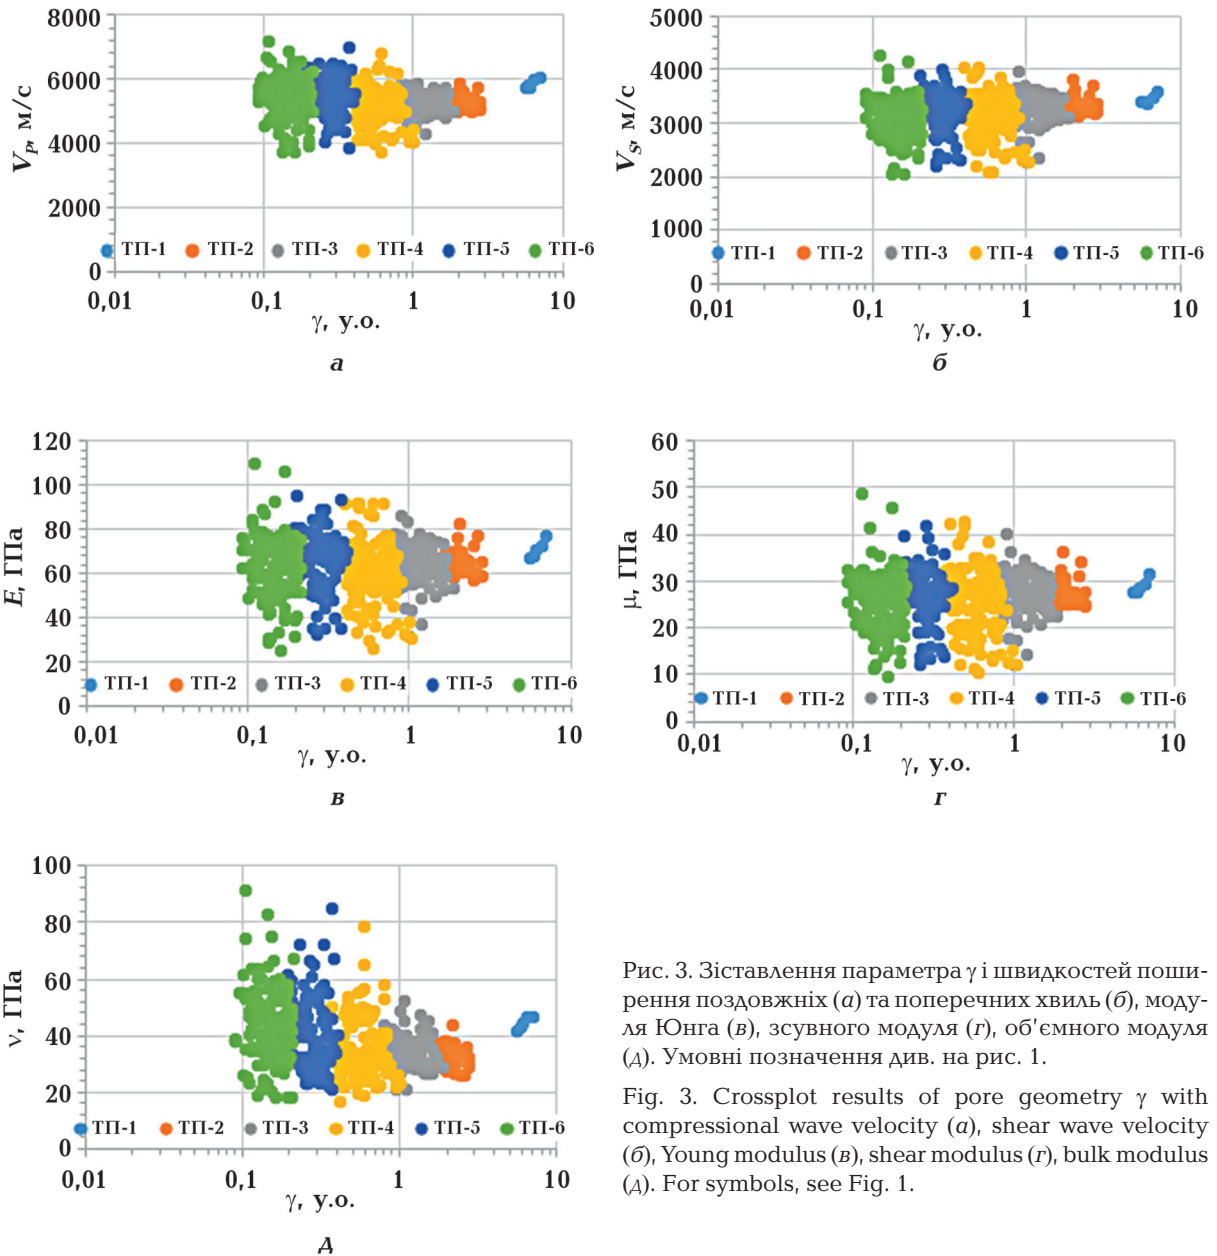 8000
6000
4000
2000
0
V_P, м/с
ТП-1 ТП-2 ТП-3 ТП-4 ТП-5 ТП-6
0,01 0,1 1 10
γ, у.о.
а
5000
4000
3000
2000
1000
0
V_S, м/с
ТП-1 ТП-2 ТП-3 ТП-4 ТП-5 ТП-6
0,01 0,1 1 10
γ, у.о.
б
120
100
80
60
40
20
0
E, ГПа
ТП-1 ТП-2 ТП-3 ТП-4 ТП-5 ТП-6
0,01 0,1 1 10
γ, у.о.
в
60
50
40
30
20
10
0
μ, ГПа
ТП-1 ТП-2 ТП-3 ТП-4 ТП-5 ТП-6
0,01 0,1 1 10
γ, у.о.
г
100
80
60
40
20
0
ν, ГПа
ТП-1 ТП-2 ТП-3 ТП-4 ТП-5 ТП-6
0,01 0,1 1 10
γ, у.о.
д
Рис. 3. Зіставлення параметра γ і швидкостей поши-
рення поздовжніх (а) та поперечних хвиль (б), моду-
ля Юнга (в), зсувного модуля (г), об’ємного модуля
(д). Умовні позначення див. на рис. 1.
Fig. 3. Crossplot results of pore geometry γ with
compressional wave velocity (а), shear wave velocity
(б), Young modulus (в), shear modulus (г), bulk modulus
(д). For symbols, see Fig. 1.